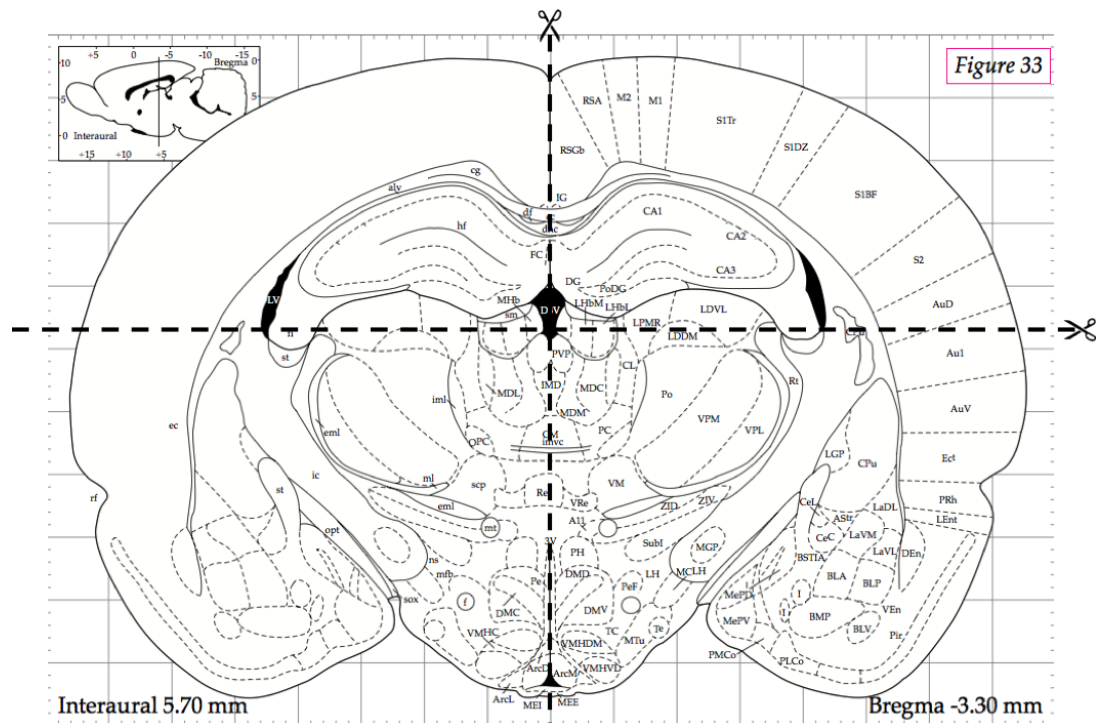 +5 0 -5 -10 -15
Bregma
10 0
5 5
0 Interaural
+15 +10 +5
Figure 33
RSA M2 M1
S1Tr
S1DZ
RSGb
cg
alv
IG
S1BF
df
CA1
hf
dhc
CA2
FC
S2
CA3
DG
PoDG
LV
MHb
LHbM
LDVL
AuD
D3V
LHbL
sm
LPMR
CPu
LDDM
Au1
st
PVP
CL
Rt
IMD
MDL
MDC
Po
iml
AuV
MDM
VPM
ec
eml
CM
PC
VPL
imvc
OPC
LGP
Ect
CPu
ic
ml
scp
VM
st
Re
CeL
PRh
rf
eml
VRe
ZID
ZIV
LaDL
A11
AStr
LEnt
mt
opt
3V
SubI
MGP
CeC
LaVM
PH
LaVL
DEn
ns
BSTIA
mfb
DMD
LH
MCLH
Pe
PeF
BLA
BLP
MePD
sox
f
I
DMC
DMV
I
BMP
VEn
MePV
VMHC
TC
Te
BLV
Pir
VMHDM
MTu
PMCo
PLCo
ArcD
ArcM
VMHVL
ArcL
MEI
MEE
Interaural 5.70 mm
Bregma -3.30 mm